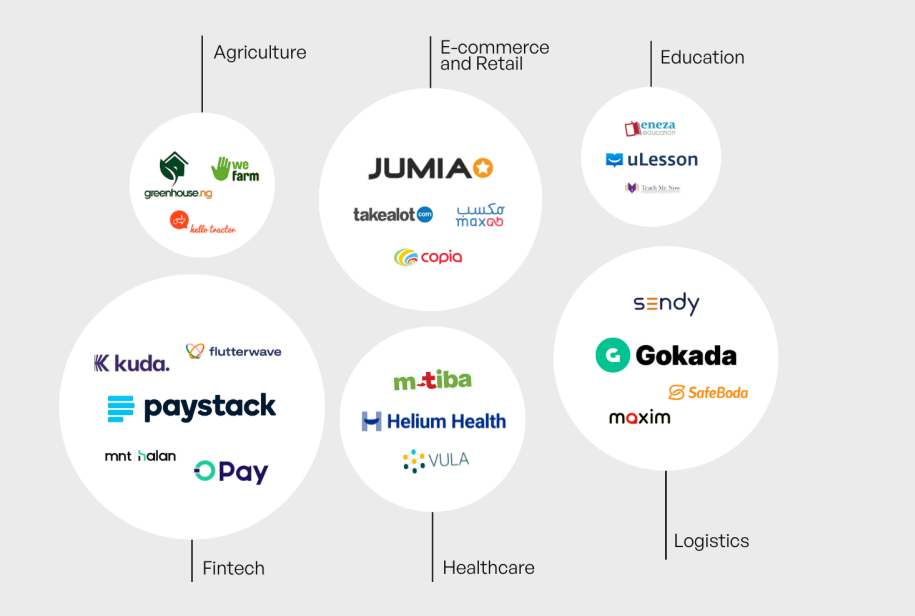 Agriculture
E-commerce
and Retail
Education
greenhouse.ng
we
farm
hello tractor
JUMIA
takealot com
مكسب
maxab
copia
eneza
education
uLesson
Teach Me Now
kuda.
flutterwave
paystack
mnt halan
OPay
m-tiba
Helium Health
VULA
sendy
Gokada
SafeBoda
maxim
Fintech
Healthcare
Logistics